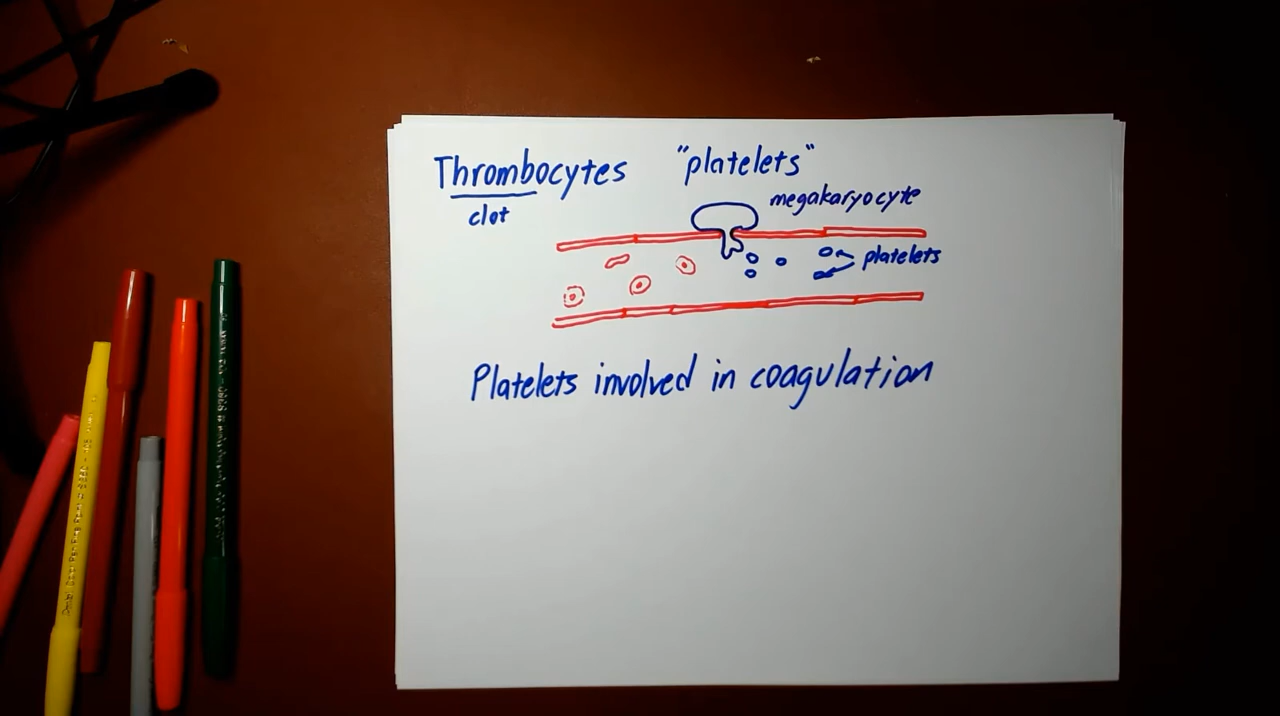 Thrombocytes "platelets"
clot
megakaryocyte
platelets
Platelets involved in coagulation